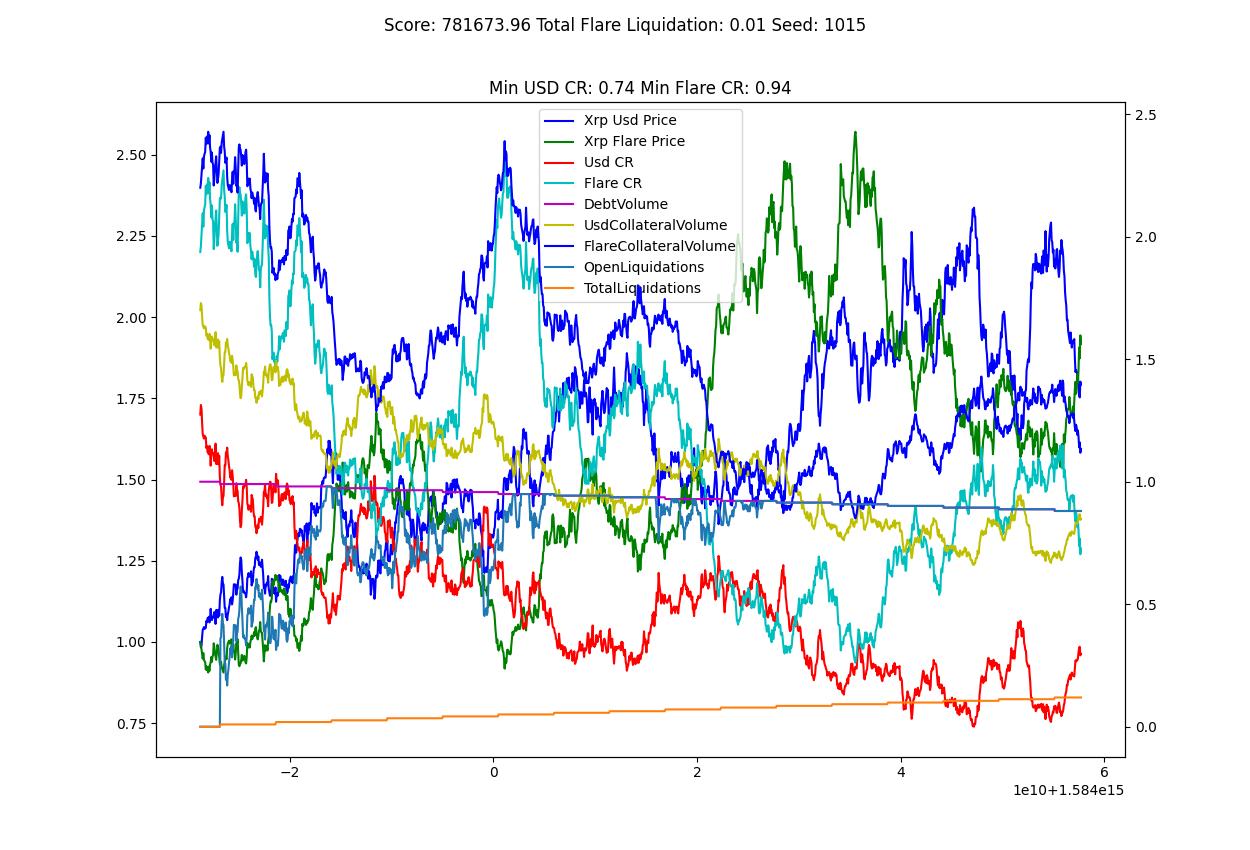 Score: 781673.96 Total Flare Liquidation: 0.01 Seed: 1015
Min USD CR: 0.74 Min Flare CR: 0.94
Xrp Usd Price
Xrp Flare Price
Usd CR
Flare CR
DebtVolume
UsdCollateralVolume
FlareCollateralVolume
OpenLiquidations
TotalLiquidations
2.50
2.25
2.00
1.75
1.50
1.25
1.00
0.75
2.5
2.0
1.5
1.0
0.5
0.0
−2 0 2 4 6
1e10+1.584e15